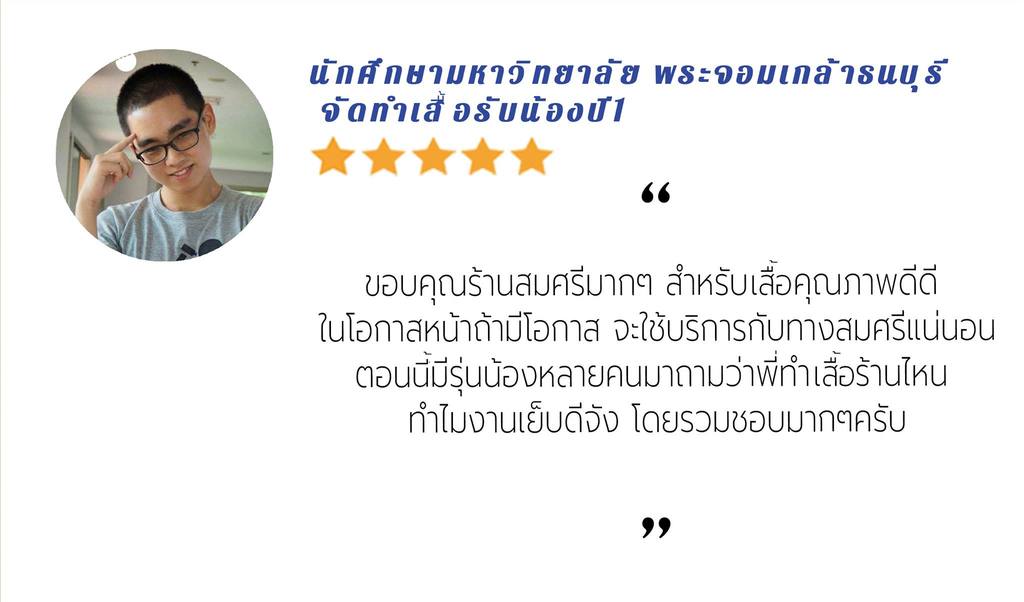 นักศึกษามหาวิทยาลัย พระจอมเกล้าธนบุรี
จัดทำเสื้อรับน้องปี1
“
ขอบคุณร้านสมศรีมากๆ สำหรับเสื้อคุณภาพดีดี
ในโอกาสหน้าถ้ามีโอกาส จะใช้บริการกับทางสมศรีแน่นอน
ตอนนี้มีรุ่นน้องหลายคนมาถามว่าพี่ทำเสื้อร้านไหน
ทำไมงานเย็บดีจัง โดยรวมชอบมากๆครับ
”